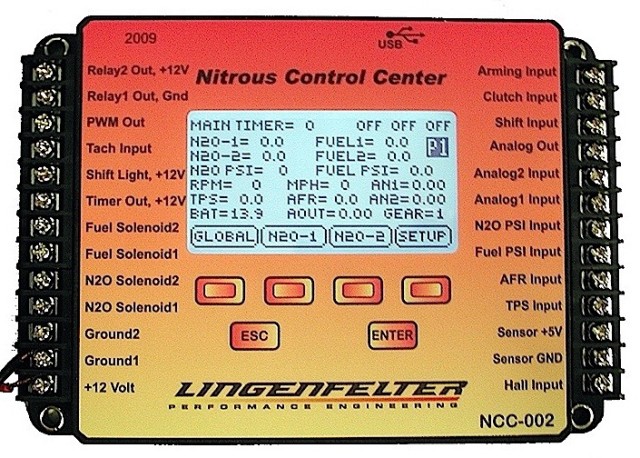 2009
USB
Nitrous Control Center
Relay2 Out, +12V
Relay1 Out, Gnd
PWM Out
Tach Input
Shift Light, +12V
Timer Out, +12V
Fuel Solenoid2
Fuel Solenoid1
N2O Solenoid2
N2O Solenoid1
Ground2
Ground1
+12 Volt
MAIN TIMER= 0 OFF OFF OFF
N2O-1= 0.0 FUEL1= 0.0 P1
N2O-2= 0.0 FUEL2= 0.0
N2O PSI= 0 FUEL PSI= 0.0
RPM= 0 MPH= 0 AN1=0.00
TPS= 0.0 AFR= 0.0 AN2=0.00
BAT=13.9 AOUT=0.00 GEAR=1
GLOBAL N2O-1 N2O-2 SETUP
ESC ENTER
Arming Input
Clutch Input
Shift Input
Analog Out
Analog2 Input
Analog1 Input
N2O PSI Input
Fuel PSI Input
AFR Input
TPS Input
Sensor +5V
Sensor GND
Hall Input
LINGENFELTER
PERFORMANCE ENGINEERING
NCC-002